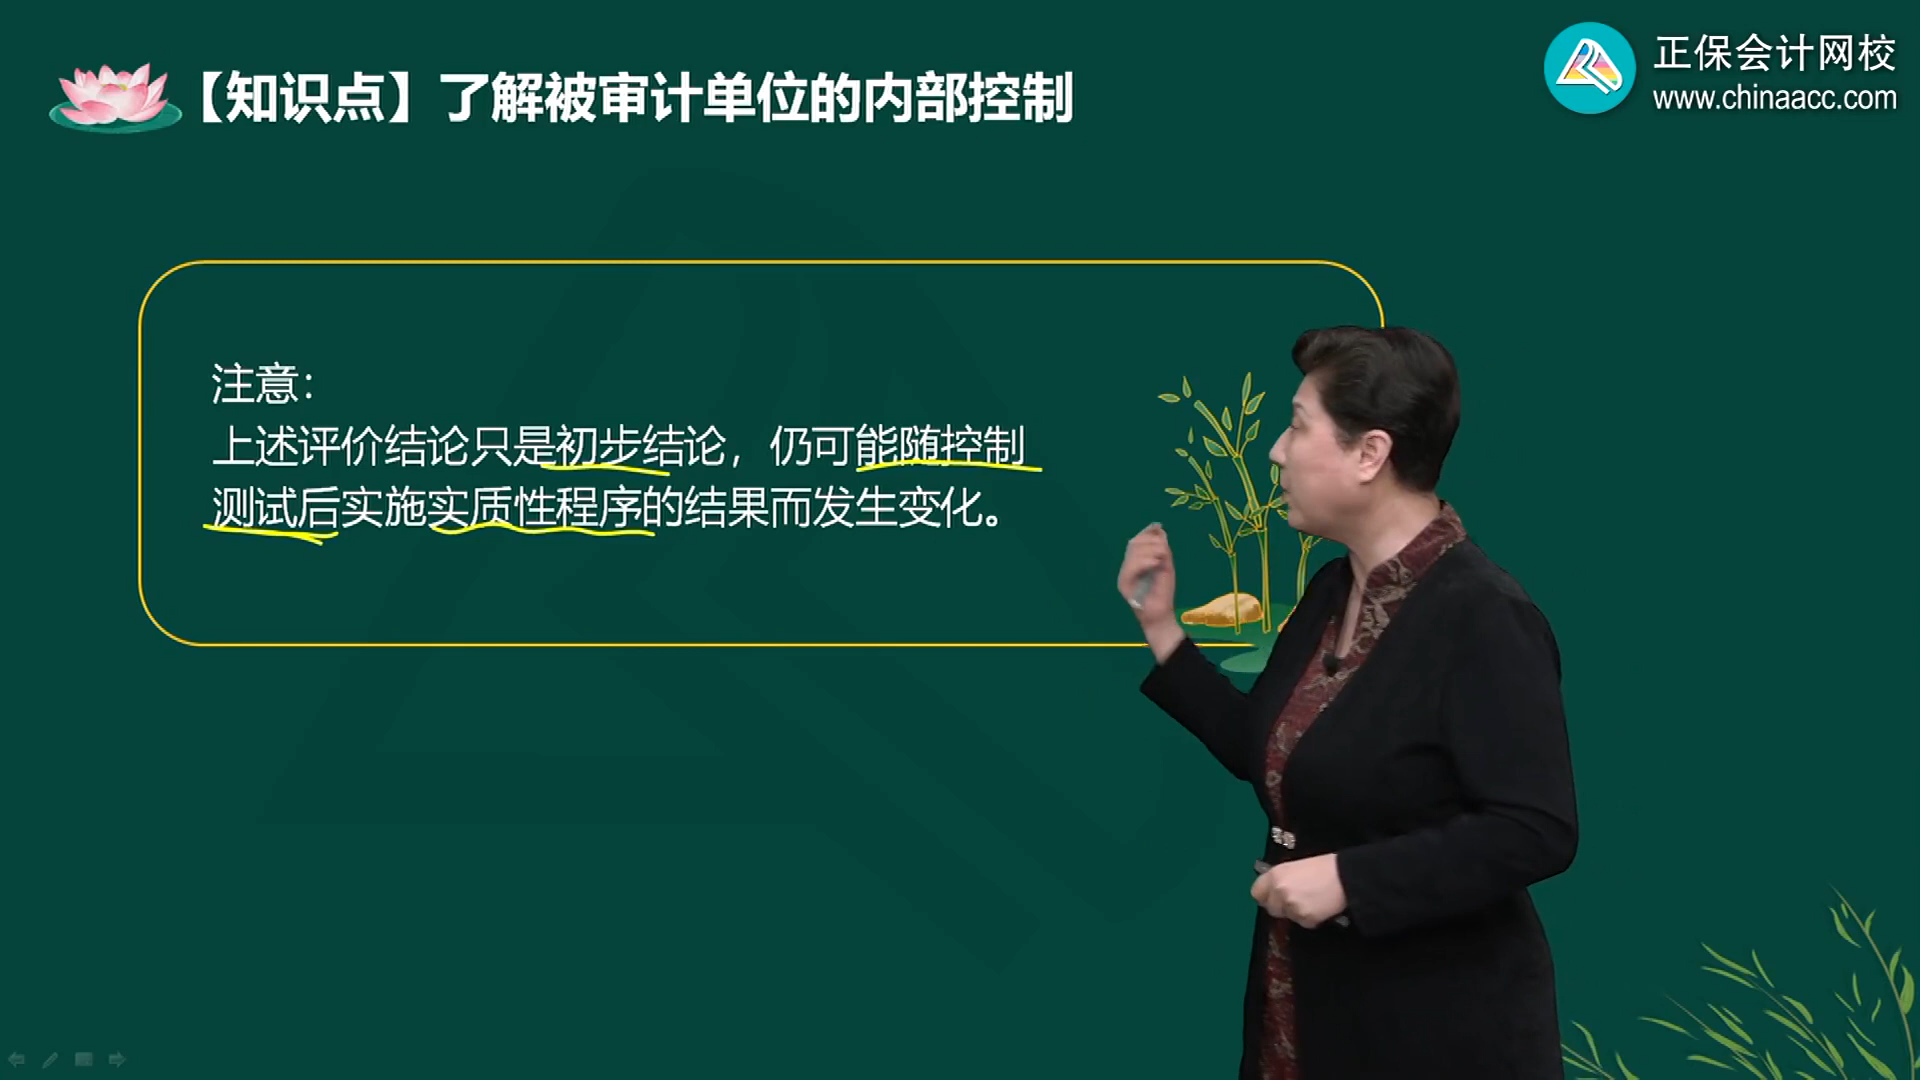 【知识点】了解被审计单位的内部控制
正保会计网校
www.chinaacc.com
注意：
上述评价结论只是初步结论，仍可能随控制
测试后实施实质性程序的结果而发生变化。